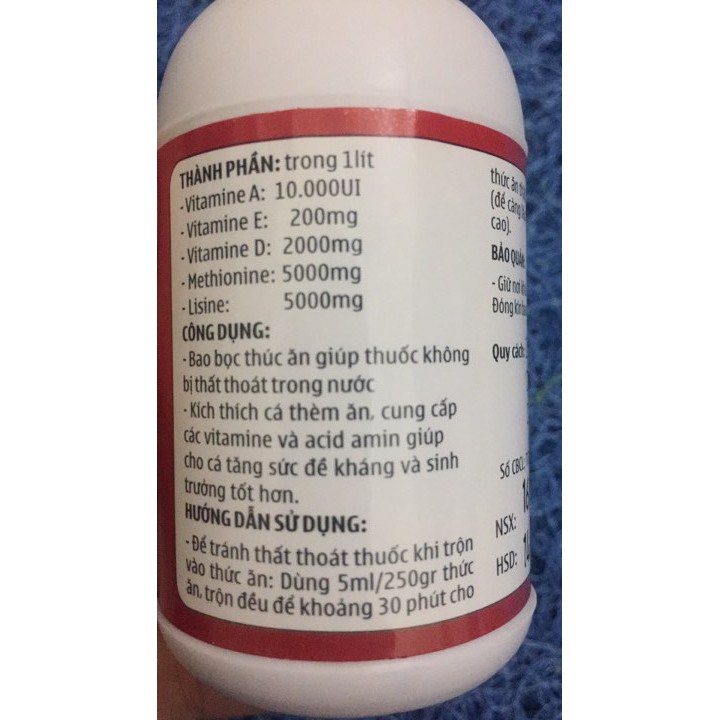 THÀNH PHẦN: trong 1lít
- Vitamine A: 10.000UI
- Vitamine E: 200mg
- Vitamine D: 2000mg
- Methionine: 5000mg
- Lisine: 5000mg
CÔNG DỤNG:
- Bao bọc thúc ăn giúp thuốc không
bị thất thoát trong nước
- Kích thích cá thèm ăn, cung cấp
các vitamine và acid amin giúp
cho cá tăng sức đề kháng và sinh
trưởng tốt hơn.
HƯỚNG DẪN SỬ DỤNG:
- Để tránh thất thoát thuốc khi trộn
vào thức ăn: Dùng 5ml/250gr thức
ăn, trộn đều để khoảng 30 phút cho
thức ăn
(để càng
cao).
BẢO QUẢN
- Giữ nơi
Đóng kín
Quy cách:
Số CBCL:
NSX:
HSD: